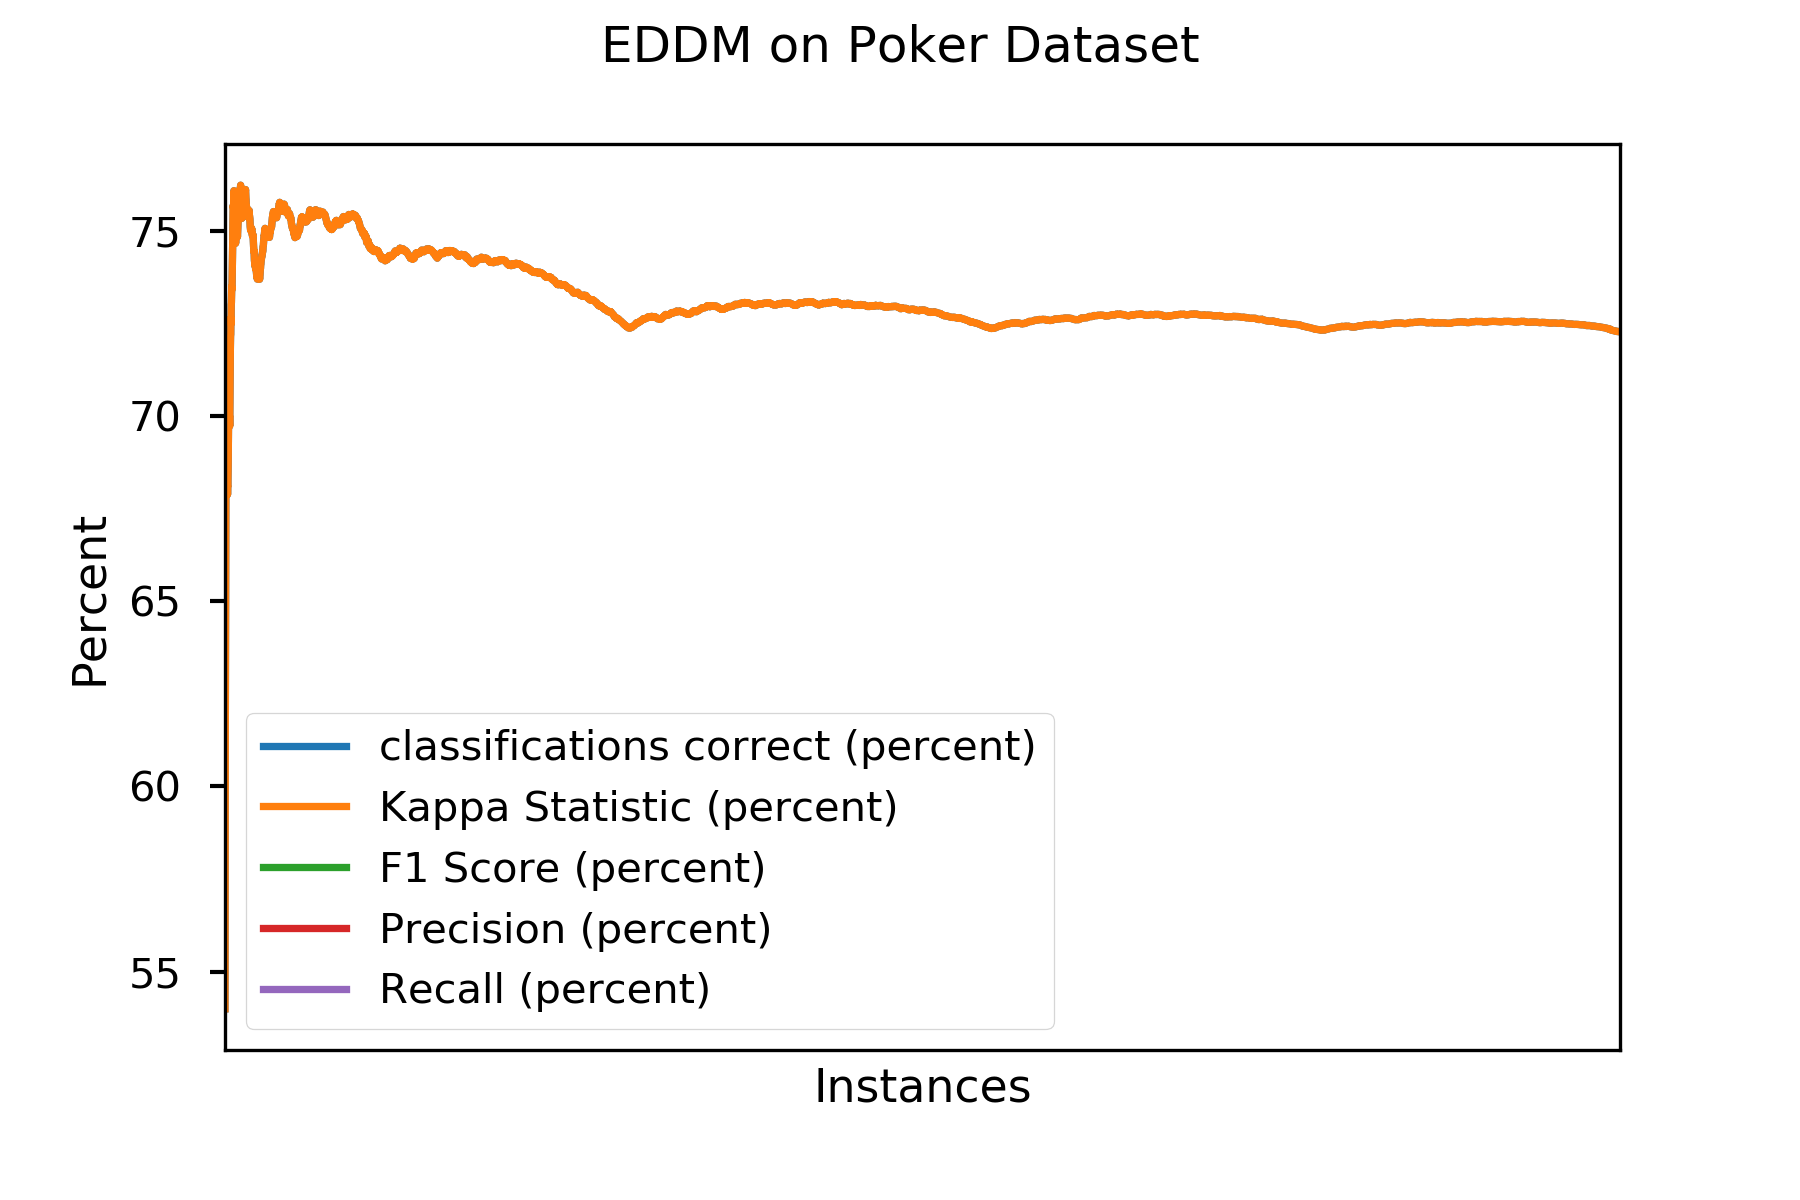 EDDM on Poker Dataset
Percent
75
70
65
60
55
classifications correct (percent)
Kappa Statistic (percent)
F1 Score (percent)
Precision (percent)
Recall (percent)
Instances